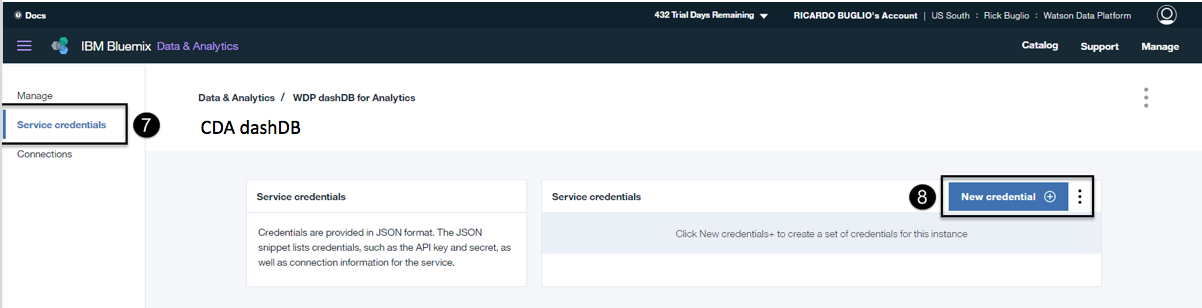 Docs
432 Trial Days Remaining
RICARDO BUGLIO's Account | US South : Rick Buglio : Watson Data Platform
IBM Bluemix Data & Analytics
Catalog Support Manage
Manage
Service credentials 7
Connections
Data & Analytics / WDP dashDB for Analytics
CDA dashDB
Service credentials
Credentials are provided in JSON format. The JSON
snippet lists credentials, such as the API key and secret, as
well as connection information for the service.
Service credentials
8 New credential
Click New credentials+ to create a set of credentials for this instance